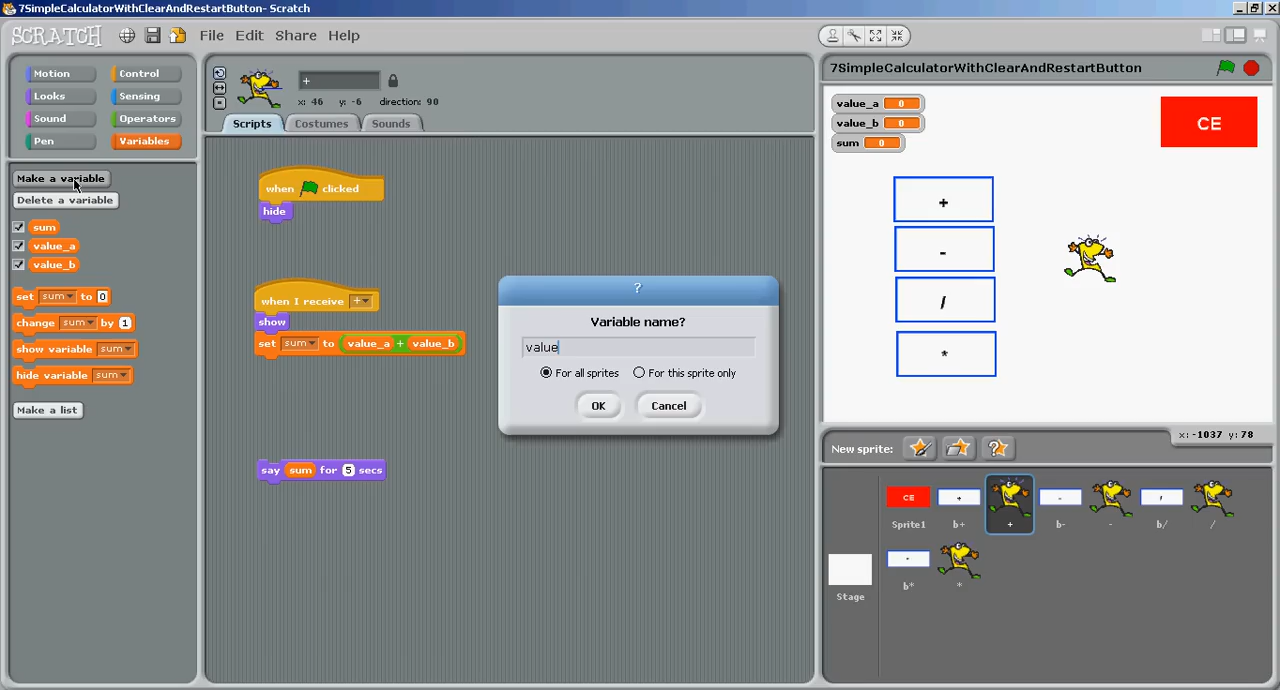 7SimpleCalculatorWithClearAndRestartButton- Scratch
SCRATCH File Edit Share Help
Motion Control
Looks Sensing
Sound Operators
Pen Variables
Make a variable
Delete a variable
sum
value_a
value_b
set sum to 0
change sum by 1
show variable sum
hide variable sum
Make a list
+
x: 46 y: -6 direction: 90
Scripts Costumes Sounds
when clicked
hide
when I receive +
show
set sum to value_a + value_b
say sum for 5 secs
?
Variable name?
value
For all sprites For this sprite only
OK Cancel
7SimpleCalculatorWithClearAndRestartButton
value_a 0
value_b 0
sum 0
CE
+
-
/
*
x: -1037 y: 78
New sprite:
CE + - /
Sprite1 b+ + b- - b/ /
Stage
b* *